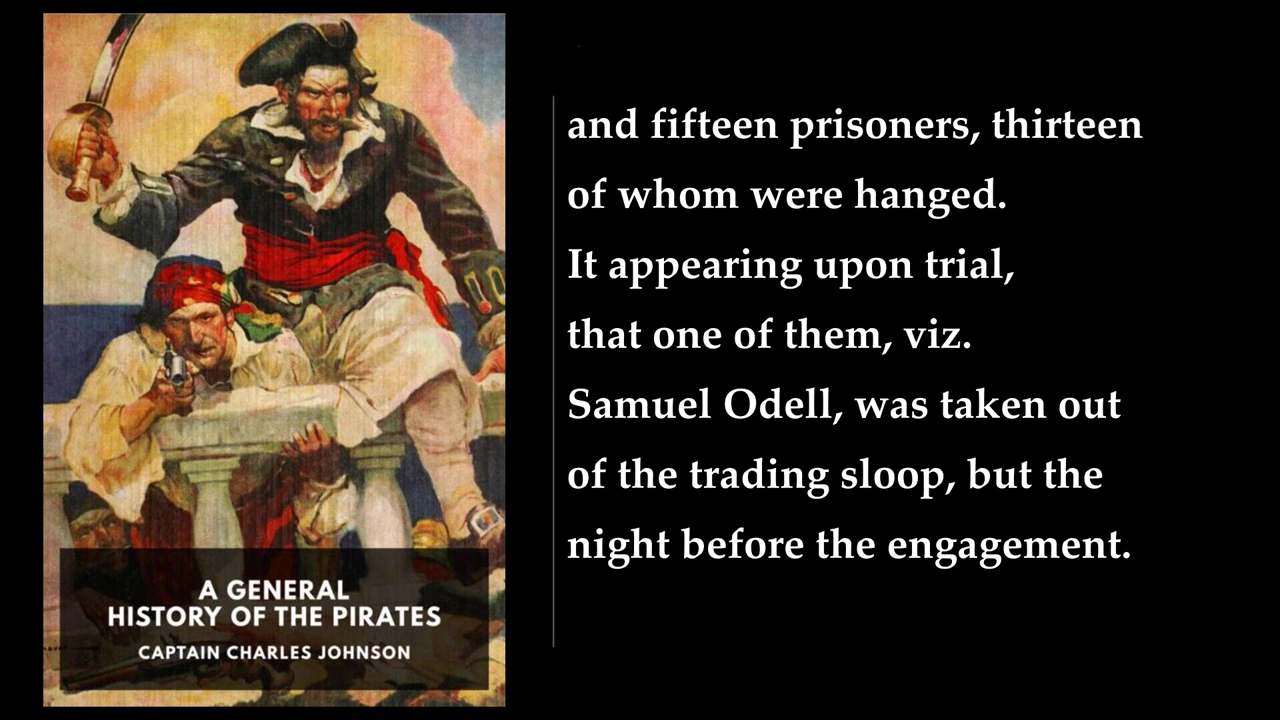 A GENERAL
HISTORY OF THE PIRATES
CAPTAIN CHARLES JOHNSON
and fifteen prisoners, thirteen
of whom were hanged.
It appearing upon trial,
that one of them, viz.
Samuel Odell, was taken out
of the trading sloop, but the
night before the engagement.